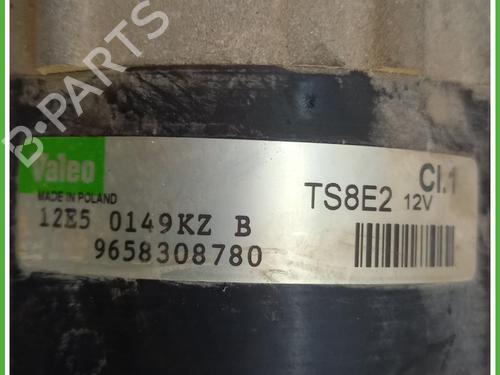 B-PARTS
Valeo
MADE IN POLAND
12E5 0149KZ B
9658308780
TS8E2 12V
Cl.1